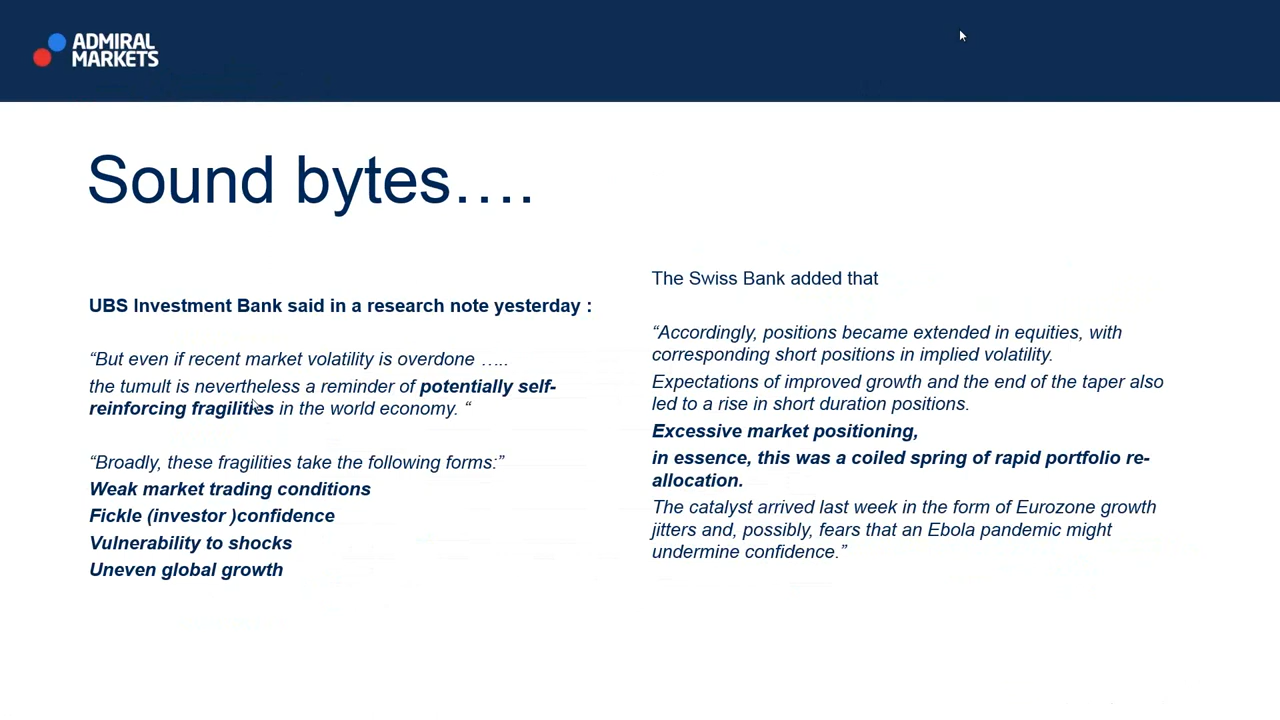 ADMIRAL
MARKETS
Sound bytes….
UBS Investment Bank said in a research note yesterday :
“But even if recent market volatility is overdone …..
the tumult is nevertheless a reminder of potentially self-
reinforcing fragilities in the world economy. “
“Broadly, these fragilities take the following forms:”
Weak market trading conditions
Fickle (investor )confidence
Vulnerability to shocks
Uneven global growth
The Swiss Bank added that
“Accordingly, positions became extended in equities, with
corresponding short positions in implied volatility.
Expectations of improved growth and the end of the taper also
led to a rise in short duration positions.
Excessive market positioning,
in essence, this was a coiled spring of rapid portfolio re-
allocation.
The catalyst arrived last week in the form of Eurozone growth
jitters and, possibly, fears that an Ebola pandemic might
undermine confidence.”